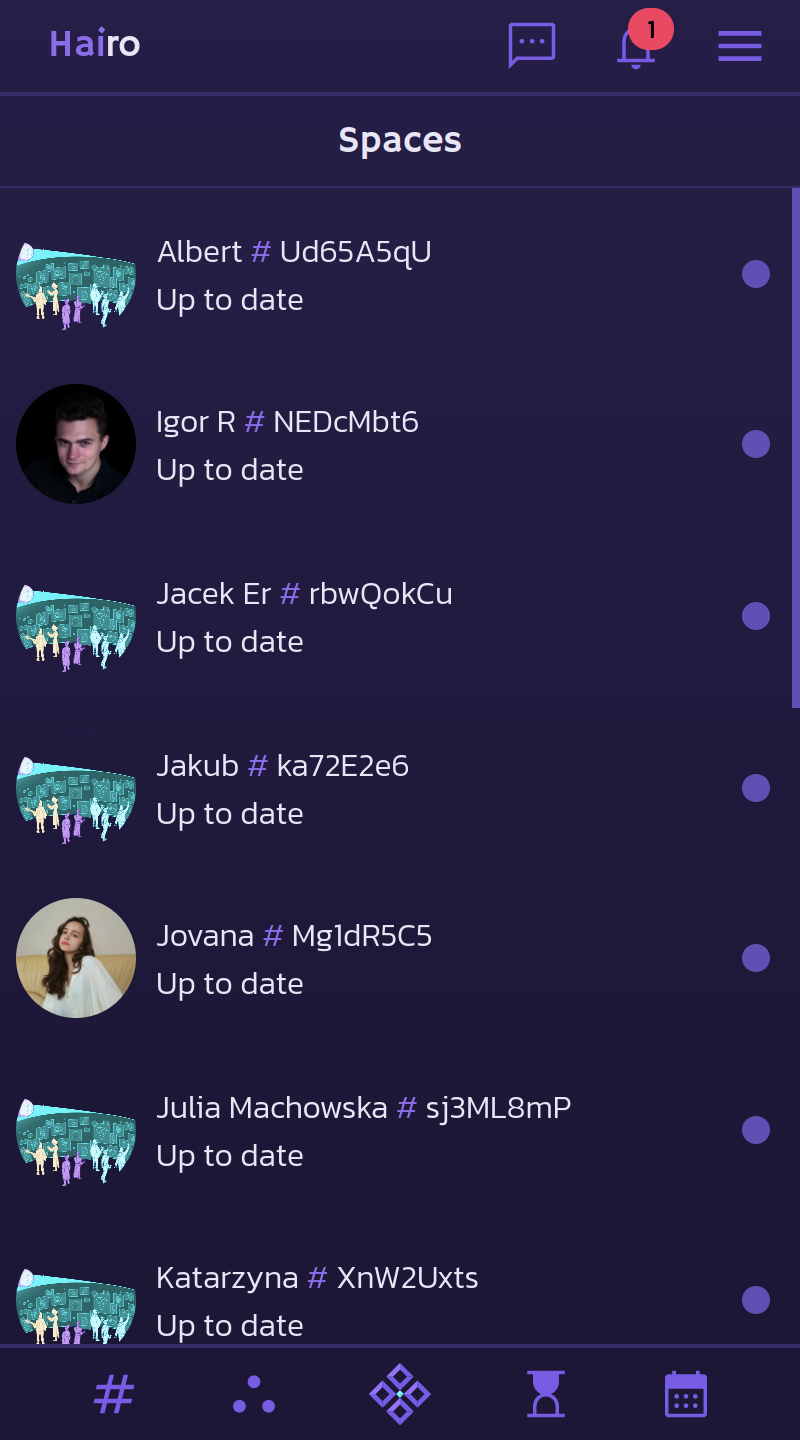 Hairo
1
Spaces
Albert # Ud65A5qU
Up to date
Igor R # NEDcMbt6
Up to date
Jacek Er # rbwQokCu
Up to date
Jakub # ka72E2e6
Up to date
Jovana # Mg1dR5C5
Up to date
Julia Machowska # sj3ML8mP
Up to date
Katarzyna # XnW2Uxts
Up to date